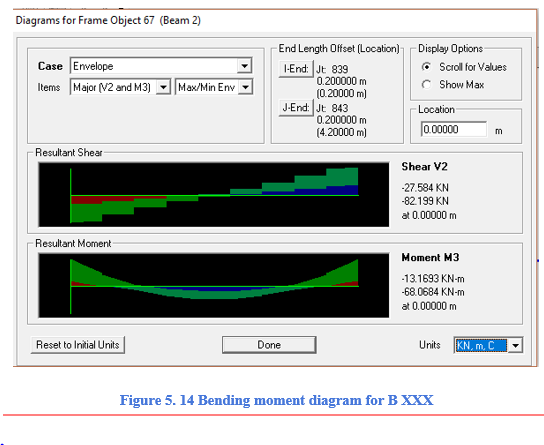 Diagrams for Frame Object 67 (Beam 2)
Case Envelope
Items Major (V2 and M3) Max/Min Env
End Length Offset (Location)
I-End: Jt: 839
0.200000 m
(0.20000 m)
J-End: Jt: 843
0.200000 m
(4.20000 m)
Display Options
Scroll for Values
Show Max
Location
0.00000 m
Resultant Shear
Shear V2
-27.584 KN
-82.199 KN
at 0.00000 m
Resultant Moment
Moment M3
-13.1693 KN-m
-68.0684 KN-m
at 0.00000 m
Reset to Initial Units Done Units KN, m, C
Figure 5. 14 Bending moment diagram for B XXX